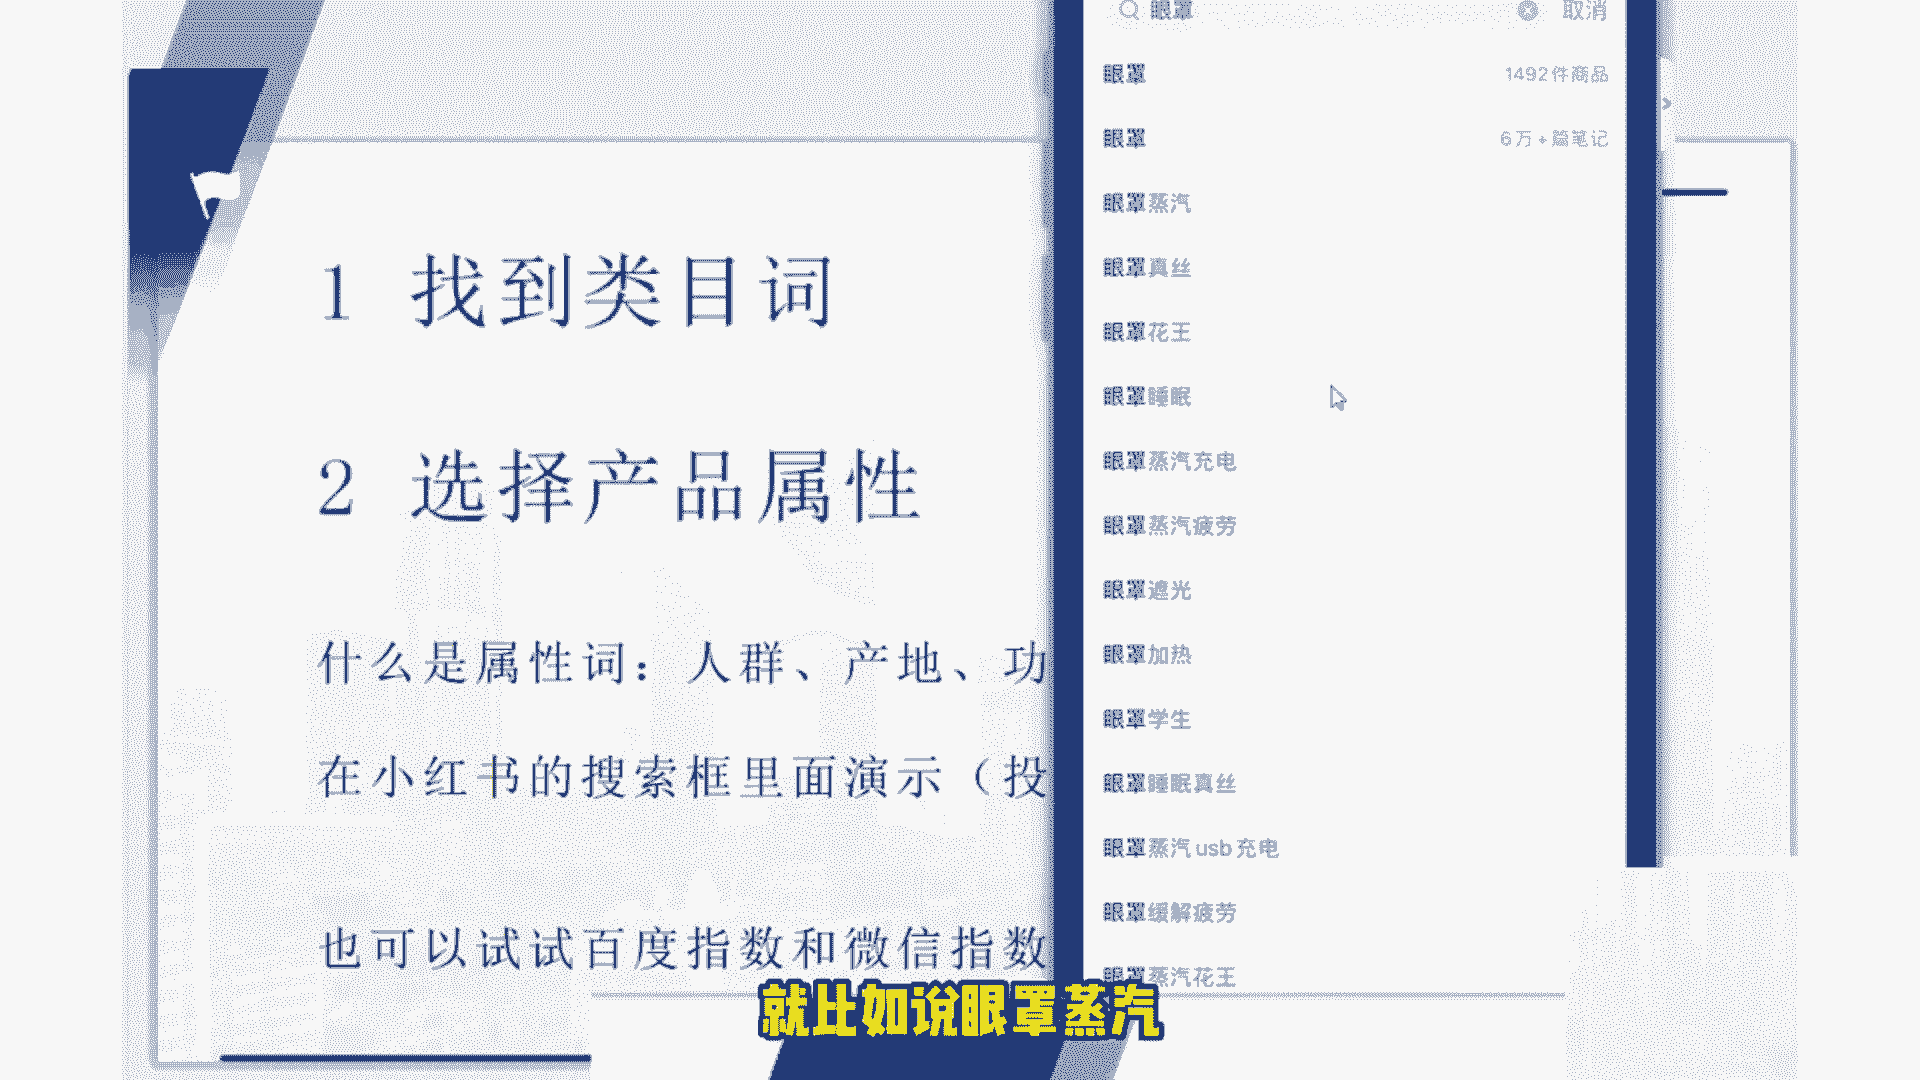 1 找到类目词
2 选择产品属性
什么是属性词：人群、产地、功
在小红书的搜索框里面演示（投
也可以试试百度指数和微信指数
眼罩 取消
眼罩 1492件商品
眼罩 6万+篇笔记
眼罩蒸汽
眼罩真丝
眼罩花王
眼罩睡眠
眼罩蒸汽充电
眼罩蒸汽疲劳
眼罩遮光
眼罩加热
眼罩学生
眼罩睡眠真丝
眼罩蒸汽usb充电
眼罩缓解疲劳
眼罩蒸汽花王
就比如说眼罩蒸汽